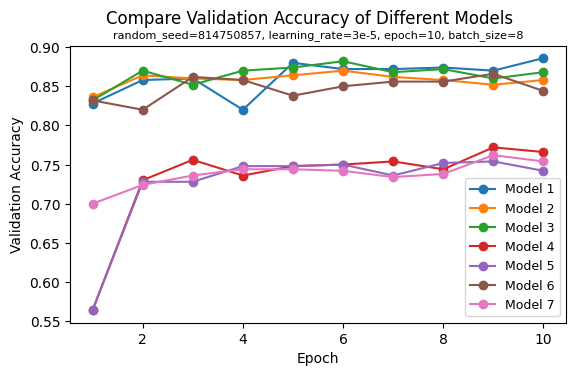 Compare Validation Accuracy of Different Models
random_seed=814750857, learning_rate=3e-5, epoch=10, batch_size=8
0.90
0.85
0.80
0.75
0.70
0.65
0.60
0.55
Validation Accuracy
Model 1
Model 2
Model 3
Model 4
Model 5
Model 6
Model 7
2 4 6 8 10
Epoch